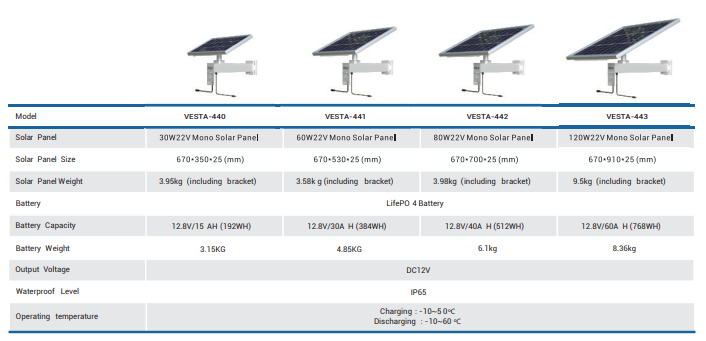 Model VESTA-440 VESTA-441 VESTA-442 VESTA-443
Solar Panel 30W22V Mono Solar Panel 60W22V Mono Solar Panel 80W22V Mono Solar Panel 120W22V Mono Solar Panel
Solar Panel Size 670*350*25 (mm) 670*530*25 (mm) 670*700*25 (mm) 670*910*25 (mm)
Solar Panel Weight 3.95kg (including bracket) 3.58k g (including bracket) 3.98kg (including bracket) 9.5kg (including bracket)
Battery LifePO 4 Battery
Battery Capacity 12.8V/15 AH (192WH) 12.8V/30A H (384WH) 12.8V/40A H (512WH) 12.8V/60A H (768WH)
Battery Weight 3.15KG 4.85KG 6.1kg 8.36kg
Output Voltage DC12V
Waterproof Level IP65
Operating temperature Charging : -10~5 0℃
Discharging : -10~60 ℃